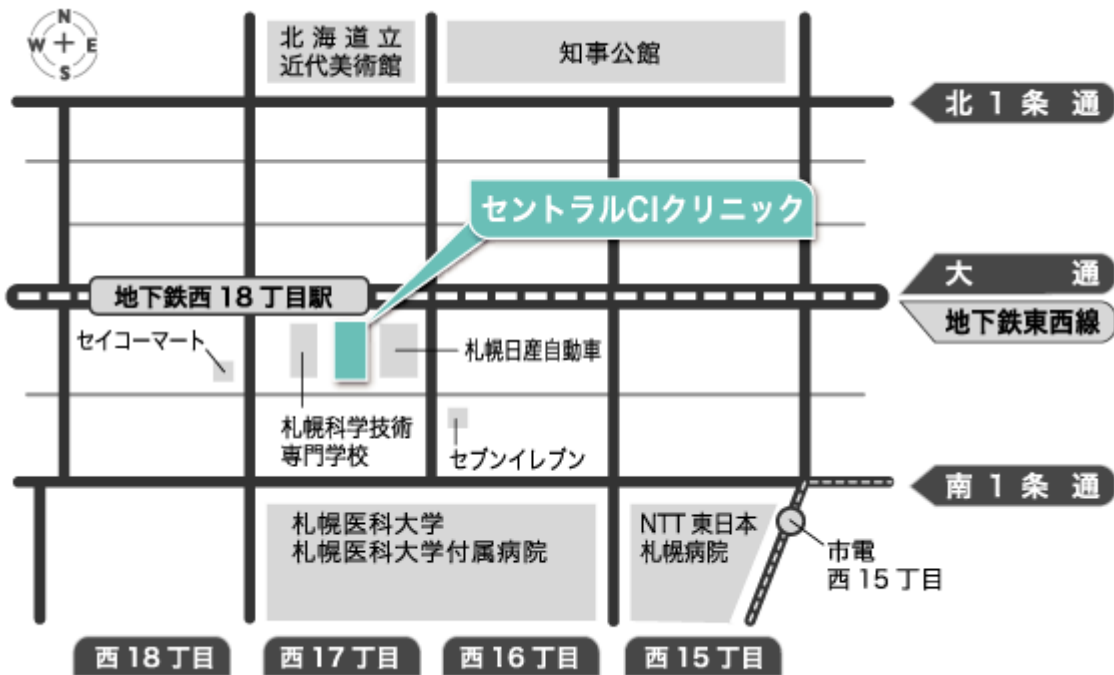 N
W E
S
北海道立
近代美術館
知事公館
北1条 通
セントラルCIクリニック
大 通
地下鉄西18丁目駅
地下鉄東西線
セイコーマート
札幌日産自動車
札幌科学技術
専門学校
セブンイレブン
南1条 通
札幌医科大学
札幌医科大学付属病院
NTT東日本
札幌病院
市電
西15丁目
西18丁目
西17丁目
西16丁目
西15丁目